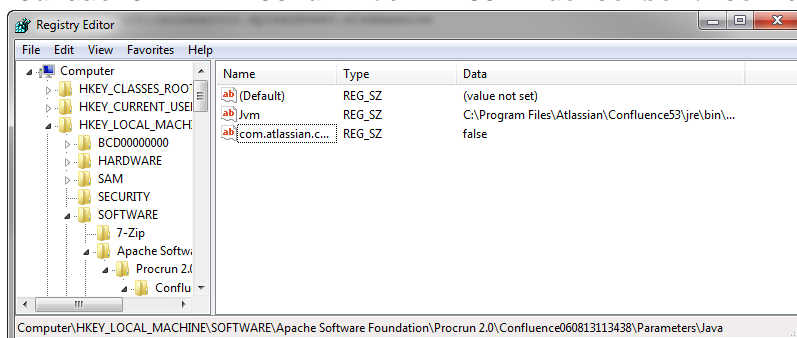 Registry Editor
File Edit View Favorites Help
Computer
HKEY_CLASSES_ROO
HKEY_CURRENT_USE
HKEY_LOCAL_MACH
BCD00000000
HARDWARE
SAM
SECURITY
SOFTWARE
7-Zip
Apache Softwa
Procrun 2.0
Conflu
Name Type Data
(Default) REG_SZ (value not set)
Jvm REG_SZ C:\Program Files\Atlassian\Confluence53\jre\bin\...
com.atlassian.c... REG_SZ false
Computer\HKEY_LOCAL_MACHINE\SOFTWARE\Apache Software Foundation\Procrun 2.0\Confluence060813113438\Parameters\Java